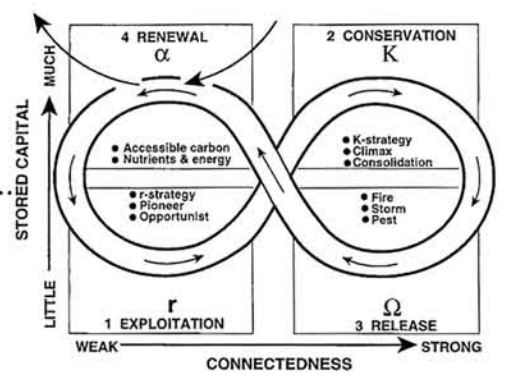 4 RENEWAL
α
2 CONSERVATION
K
MUCH
STORED CAPITAL
LITTLE
● Accessible carbon
● Nutrients & energy
● K-strategy
● Climax
● Consolidation
● r-strategy
● Pioneer
● Opportunist
● Fire
● Storm
● Pest
r
1 EXPLOITATION
Ω
3 RELEASE
WEAK
STRONG
CONNECTEDNESS